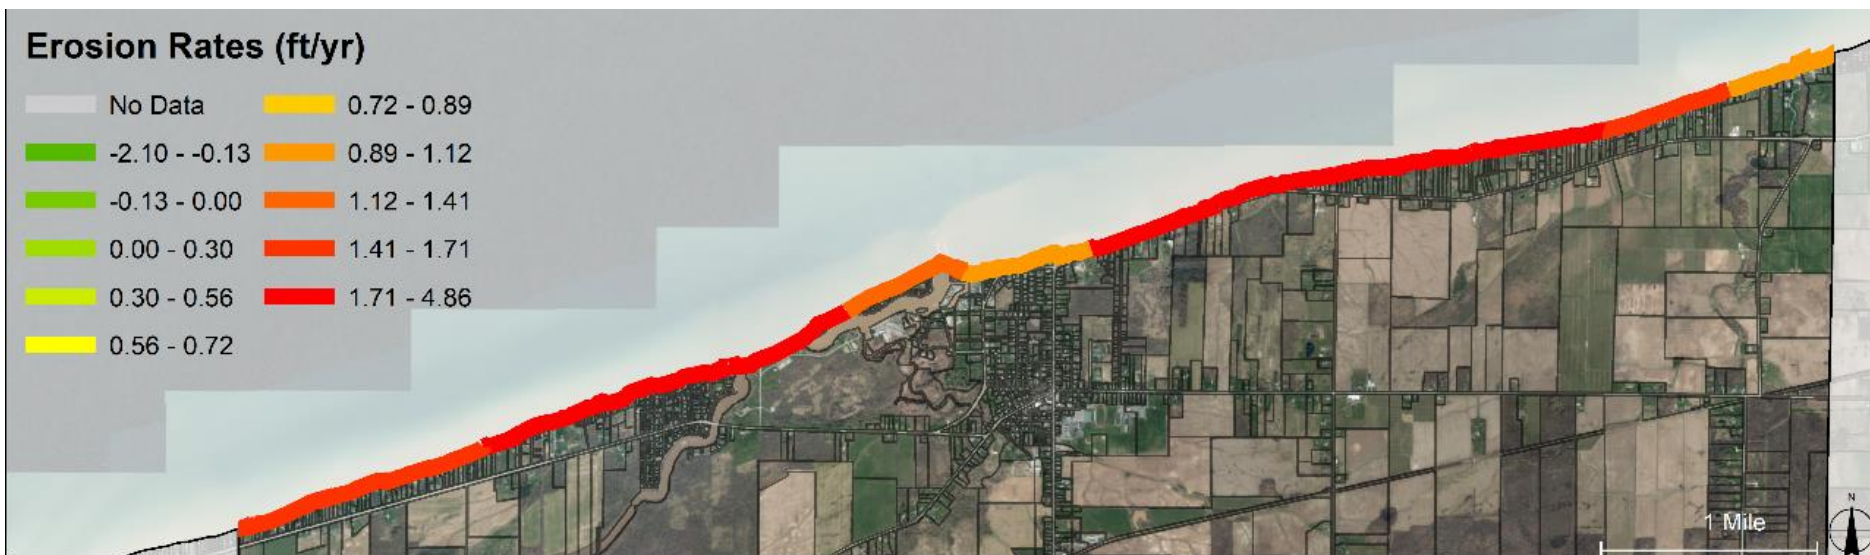 Erosion Rates (ft/yr)
No Data
-2.10 - -0.13
-0.13 - 0.00
0.00 - 0.30
0.30 - 0.56
0.56 - 0.72
0.72 - 0.89
0.89 - 1.12
1.12 - 1.41
1.41 - 1.71
1.71 - 4.86
1 Mile
N